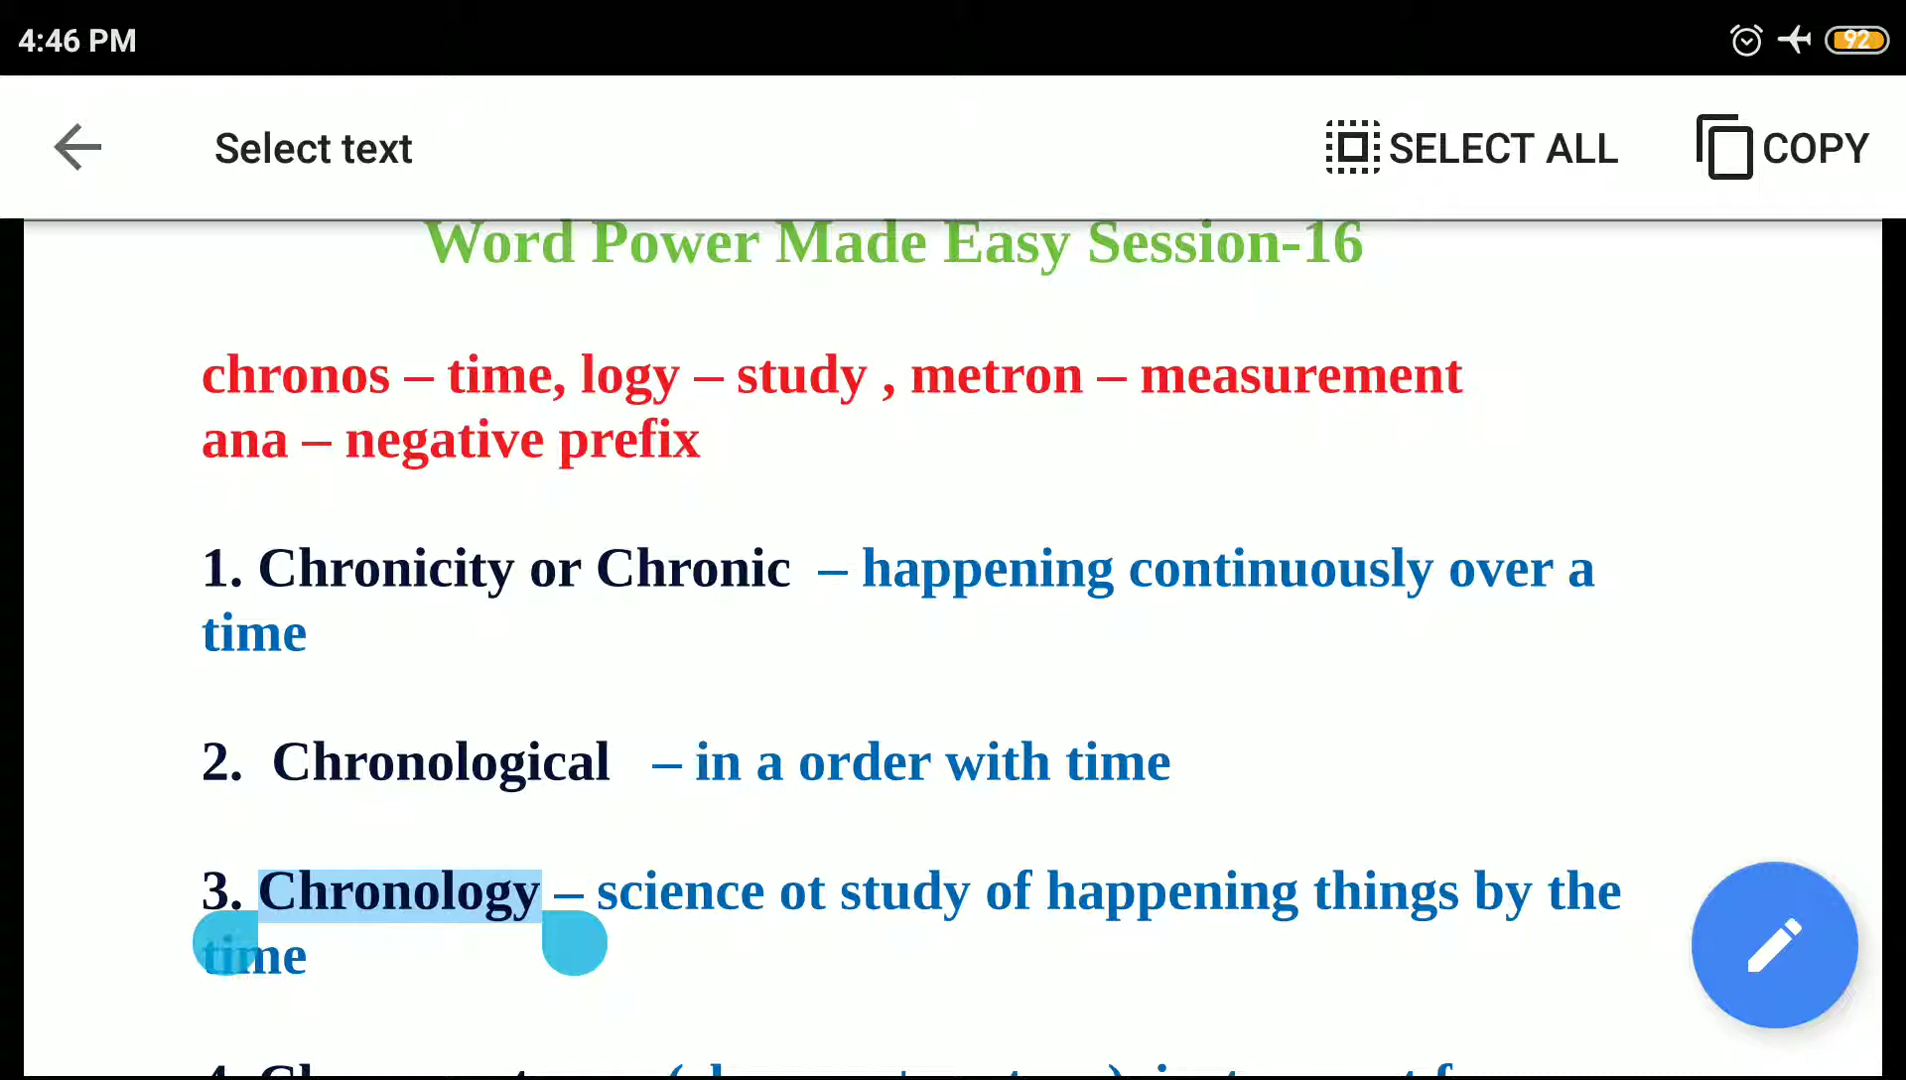 4:46 PM
92
Select text
SELECT ALL
COPY
Word Power Made Easy Session-16
chronos – time, logy – study , metron – measurement
ana – negative prefix
1. Chronicity or Chronic – happening continuously over a
time
2. Chronological – in a order with time
3. Chronology – science ot study of happening things by the
time